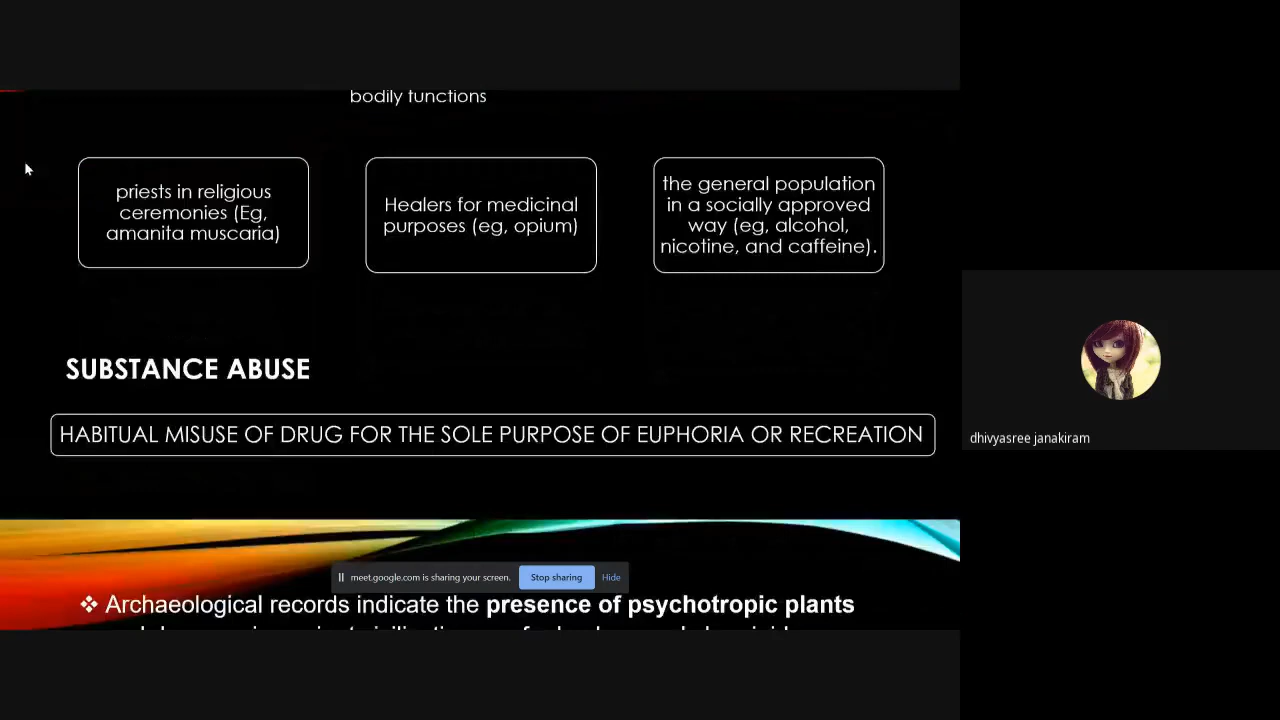 bodily functions
priests in religious
ceremonies (Eg,
amanita muscaria)
Healers for medicinal
purposes (eg, opium)
the general population
in a socially approved
way (eg, alcohol,
nicotine, and caffeine).
SUBSTANCE ABUSE
HABITUAL MISUSE OF DRUG FOR THE SOLE PURPOSE OF EUPHORIA OR RECREATION
dhivyasree janakiram
meet.google.com is sharing your screen. Stop sharing Hide
❖ Archaeological records indicate the presence of psychotropic plants